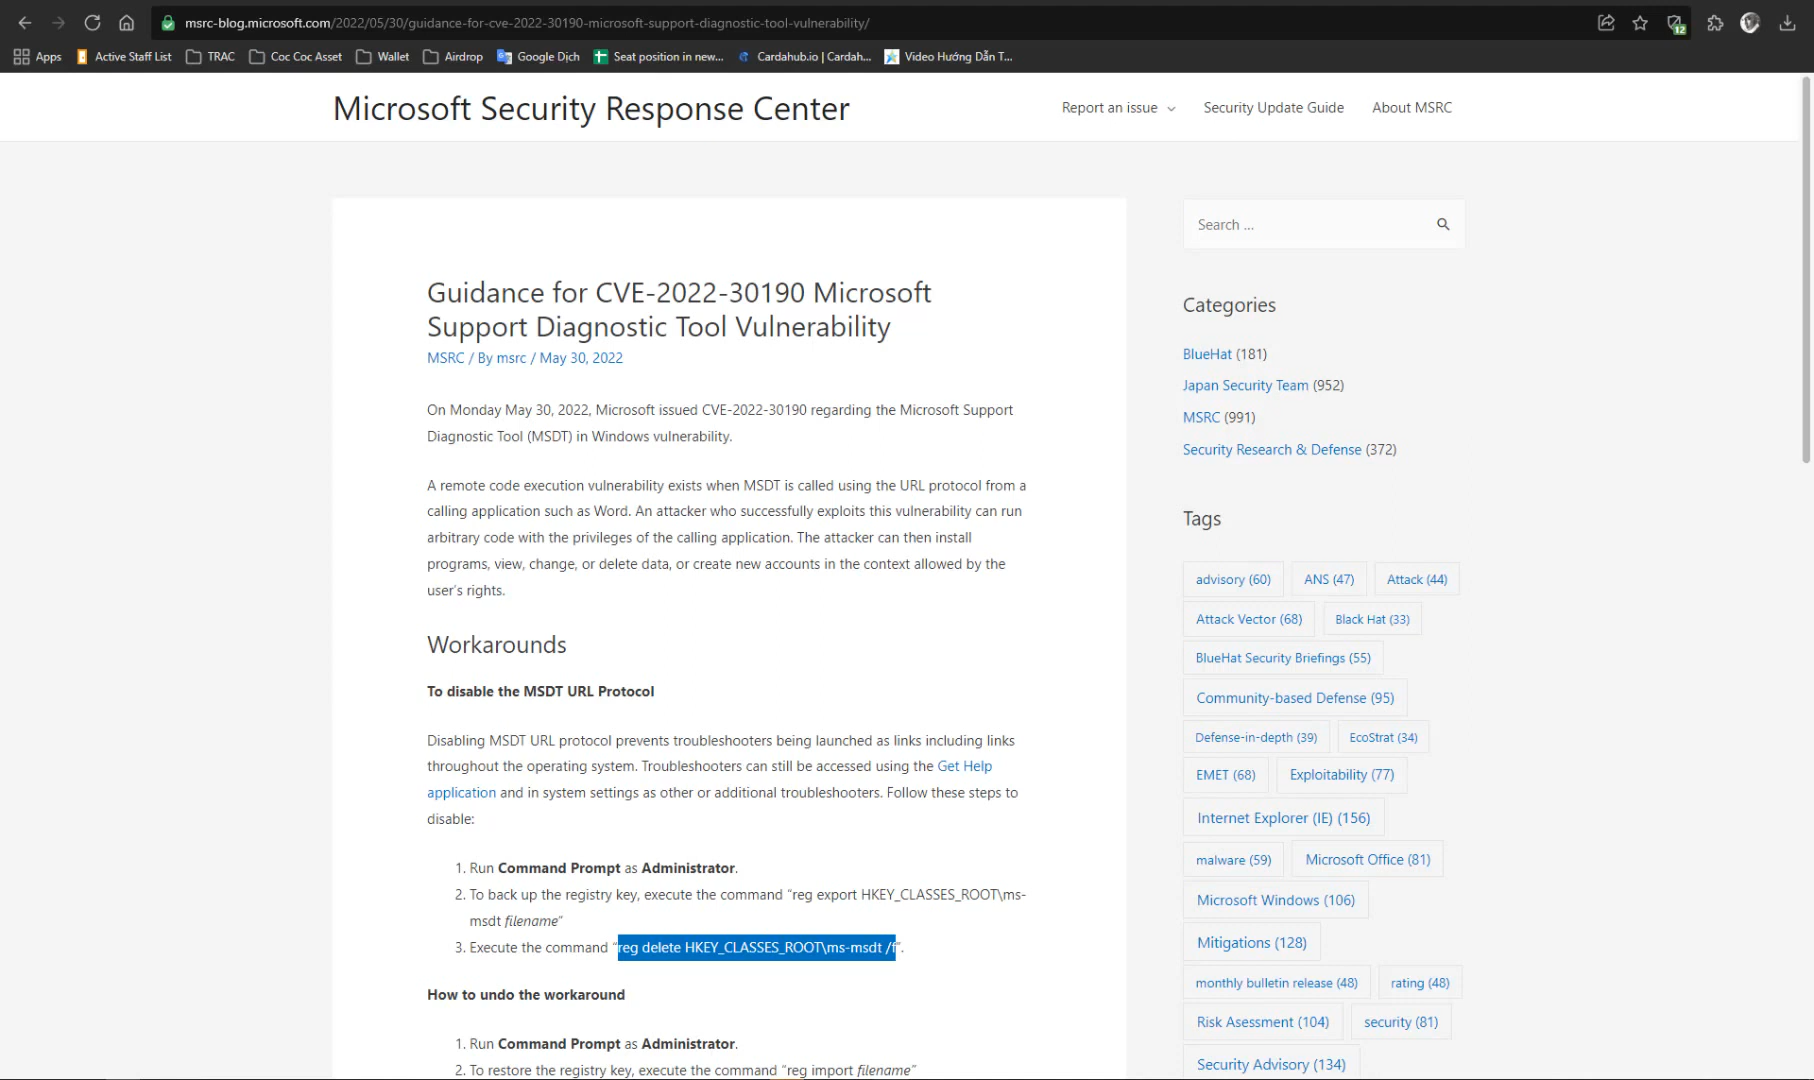 msrc-blog.microsoft.com/2022/05/30/guidance-for-cve-2022-30190-microsoft-support-diagnostic-tool-vulnerability/
12
Apps Active Staff List TRAC Coc Coc Asset Wallet Airdrop Google Dịch Seat position in new... Cardahub.io | Cardah... Video Hướng Dẫn T...
Microsoft Security Response Center
Report an issue Security Update Guide About MSRC
Guidance for CVE-2022-30190 Microsoft
Support Diagnostic Tool Vulnerability
MSRC / By msrc / May 30, 2022
On Monday May 30, 2022, Microsoft issued CVE-2022-30190 regarding the Microsoft Support
Diagnostic Tool (MSDT) in Windows vulnerability.
A remote code execution vulnerability exists when MSDT is called using the URL protocol from a
calling application such as Word. An attacker who successfully exploits this vulnerability can run
arbitrary code with the privileges of the calling application. The attacker can then install
programs, view, change, or delete data, or create new accounts in the context allowed by the
user's rights.
Workarounds
To disable the MSDT URL Protocol
Disabling MSDT URL protocol prevents troubleshooters being launched as links including links
throughout the operating system. Troubleshooters can still be accessed using the Get Help
application and in system settings as other or additional troubleshooters. Follow these steps to
disable:
1. Run Command Prompt as Administrator.
2. To back up the registry key, execute the command “reg export HKEY_CLASSES_ROOT\ms-
msdt filename”
3. Execute the command “reg delete HKEY_CLASSES_ROOT\ms-msdt /f”.
How to undo the workaround
1. Run Command Prompt as Administrator.
2. To restore the registry key, execute the command “reg import filename”
Search ...
Categories
BlueHat (181)
Japan Security Team (952)
MSRC (991)
Security Research & Defense (372)
Tags
advisory (60) ANS (47) Attack (44)
Attack Vector (68) Black Hat (33)
BlueHat Security Briefings (55)
Community-based Defense (95)
Defense-in-depth (39) EcoStrat (34)
EMET (68) Exploitability (77)
Internet Explorer (IE) (156)
malware (59) Microsoft Office (81)
Microsoft Windows (106)
Mitigations (128)
monthly bulletin release (48) rating (48)
Risk Asessment (104) security (81)
Security Advisory (134)